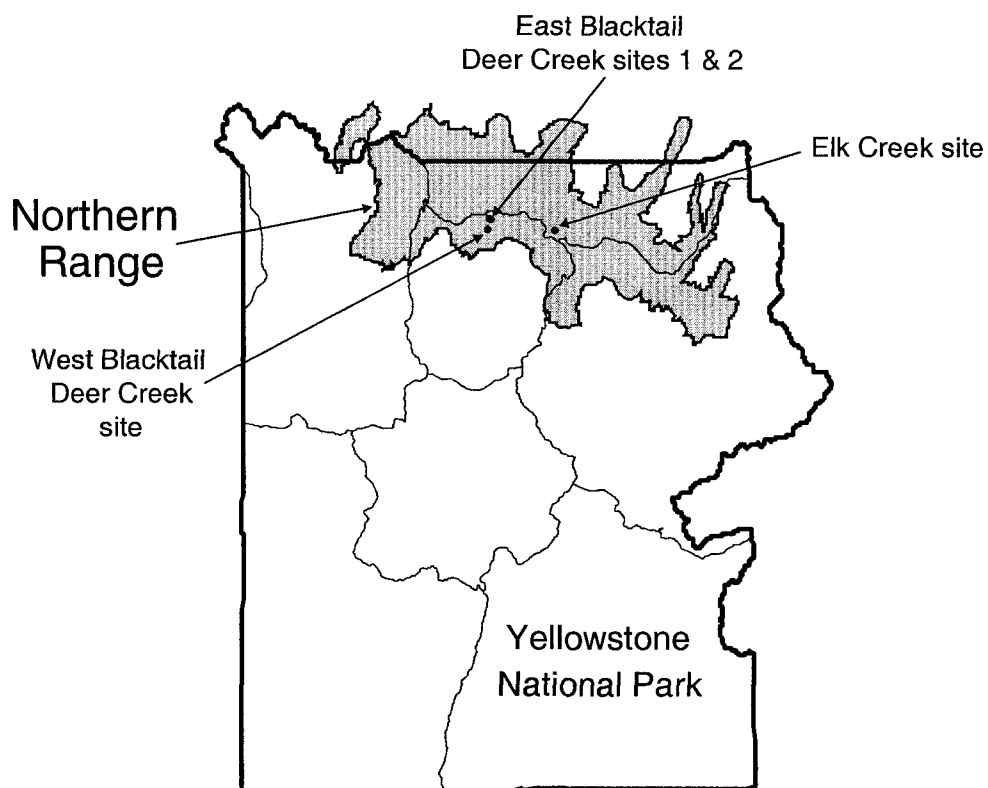 East Blacktail
Deer Creek sites 1 & 2
Elk Creek site
Northern
Range
West Blacktail
Deer Creek
site
Yellowstone
National Park